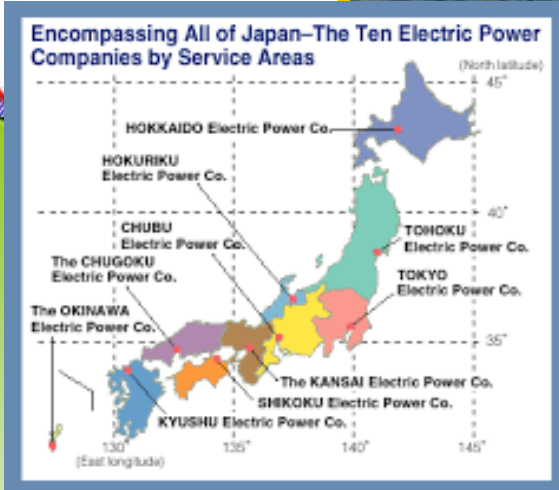 Encompassing All of Japan–The Ten Electric Power
Companies by Service Areas
(North latitude)
45°
HOKKAIDO Electric Power Co.
HOKURIKU
Electric Power Co.
40°
CHUBU
Electric Power Co.
TOHOKU
Electric Power Co.
The CHUGOKU
Electric Power Co.
TOKYO
Electric Power Co.
The OKINAWA
Electric Power Co.
35°
The KANSAI Electric Power Co.
SHIKOKU Electric Power Co.
KYUSHU Electric Power Co.
130° 135° 140° 145°
(East longitude)